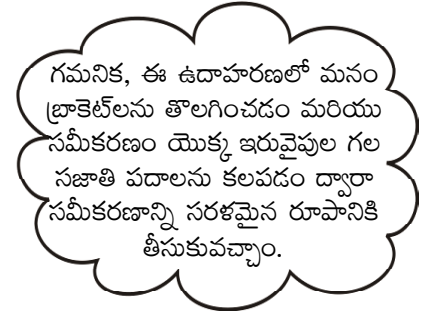 గమనిక, ఈ ఉదాహరణలో మనం
బ్రాకెట్‌లను తొలగించడం మరియు
సమీకరణం యొక్క ఇరువైపుల గల
సజాతి పదాలను కలపడం ద్వారా
సమీకరణాన్ని సరళమైన రూపానికి
తీసుకువచ్చాం.